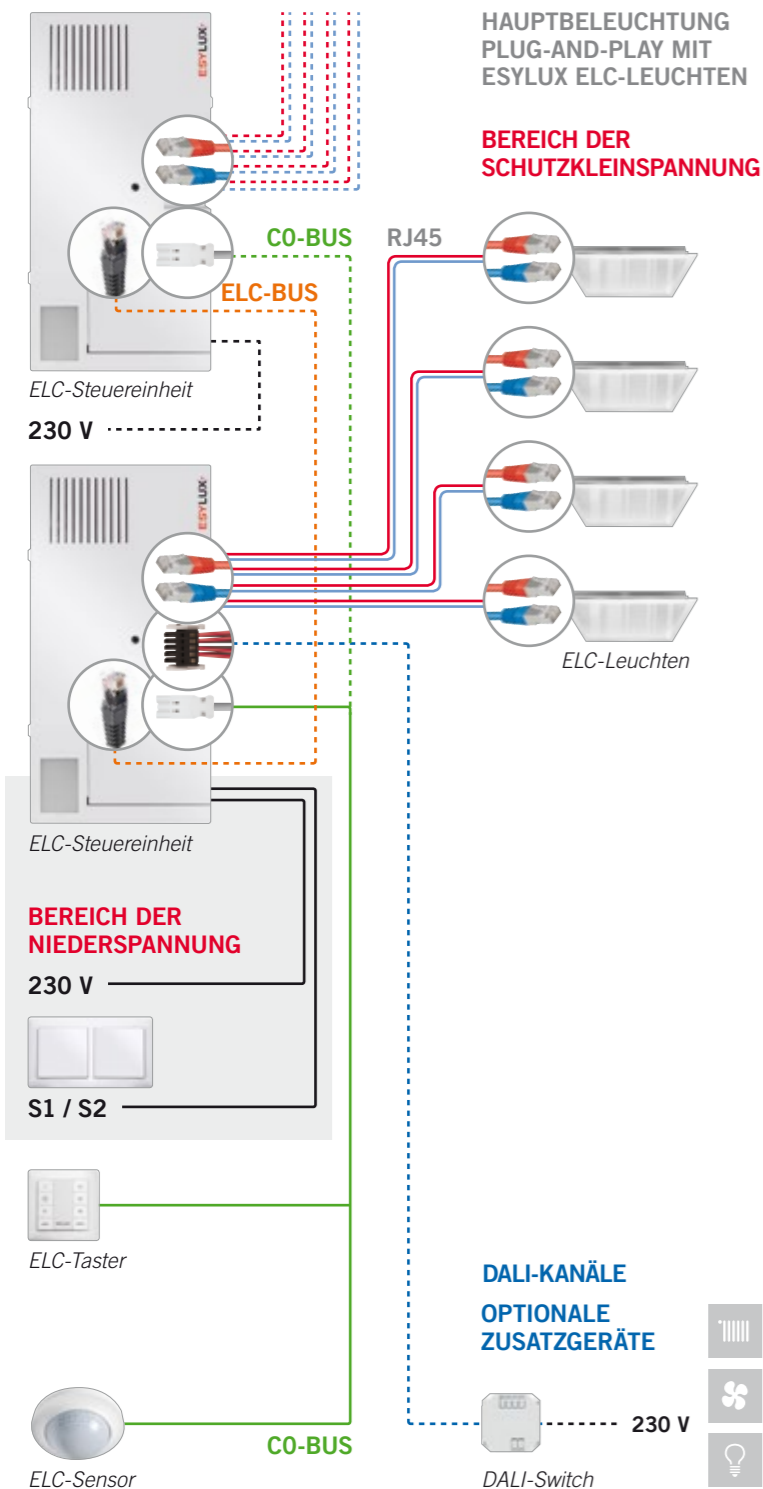 HAUPTBELEUCHTUNG
PLUG-AND-PLAY MIT
ESYLUX ELC-LEUCHTEN
BEREICH DER
SCHUTZKLEINSPANNUNG
ESYLUX
C0-BUS
RJ45
ELC-BUS
ELC-Steuereinheit
230 V
ESYLUX
ELC-Leuchten
ELC-Steuereinheit
BEREICH DER
NIEDERSPANNUNG
230 V
S1 / S2
ELC-Taster
DALI-KANÄLE
OPTIONALE
ZUSATZGERÄTE
230 V
C0-BUS
ELC-Sensor
DALI-Switch